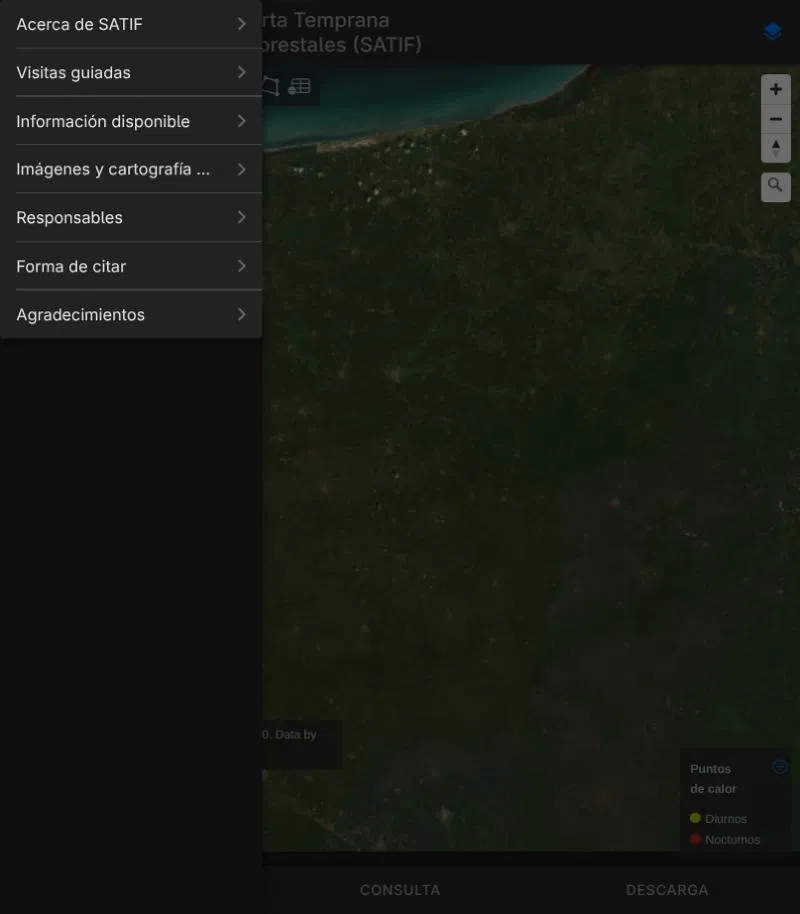 Acerca de SATIF
Visitas guiadas
Información disponible
Imágenes y cartografía ...
Responsables
Forma de citar
Agradecimientos
rta Temprana
orestales (SATIF)
0. Data by
Puntos
de calor
Diurnos
Nocturnos
CONSULTA
DESCARGA